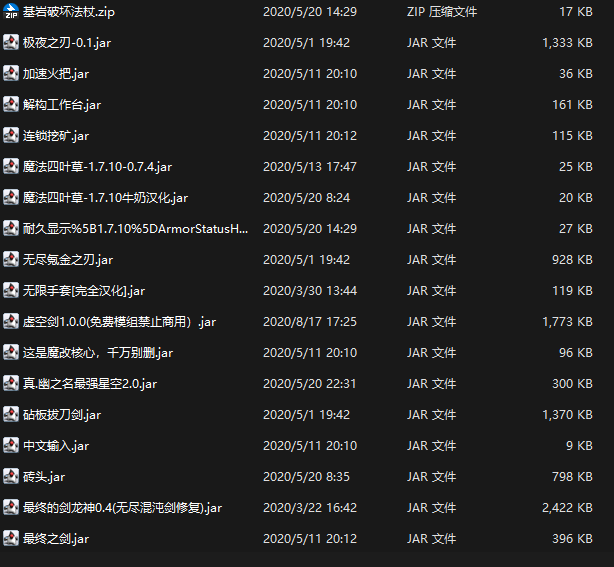 基岩破坏法杖.zip 2020/5/20 14:29 ZIP 压缩文件 17 KB
极夜之刃-0.1.jar 2020/5/1 19:42 JAR 文件 1,333 KB
加速火把.jar 2020/5/11 20:10 JAR 文件 36 KB
解构工作台.jar 2020/5/11 20:10 JAR 文件 161 KB
连锁挖矿.jar 2020/5/11 20:12 JAR 文件 115 KB
魔法四叶草-1.7.10-0.7.4.jar 2020/5/13 17:47 JAR 文件 25 KB
魔法四叶草-1.7.10牛奶汉化.jar 2020/5/20 8:24 JAR 文件 20 KB
耐久显示%5B1.7.10%5DArmorStatusH... 2020/5/20 14:29 JAR 文件 27 KB
无尽氪金之刃.jar 2020/5/1 19:42 JAR 文件 928 KB
无限手套[完全汉化].jar 2020/3/30 13:44 JAR 文件 119 KB
虚空剑1.0.0(免费模组禁止商用）.jar 2020/8/17 17:25 JAR 文件 1,773 KB
这是魔改核心，千万别删.jar 2020/5/11 20:10 JAR 文件 96 KB
真.幽之名最强星空2.0.jar 2020/5/20 22:31 JAR 文件 300 KB
砧板拔刀剑.jar 2020/5/1 19:42 JAR 文件 1,370 KB
中文输入.jar 2020/5/11 20:10 JAR 文件 9 KB
砖头.jar 2020/5/20 8:35 JAR 文件 798 KB
最终的剑龙神0.4(无尽混沌剑修复).jar 2020/3/22 16:42 JAR 文件 2,422 KB
最终之剑.jar 2020/5/11 20:12 JAR 文件 396 KB